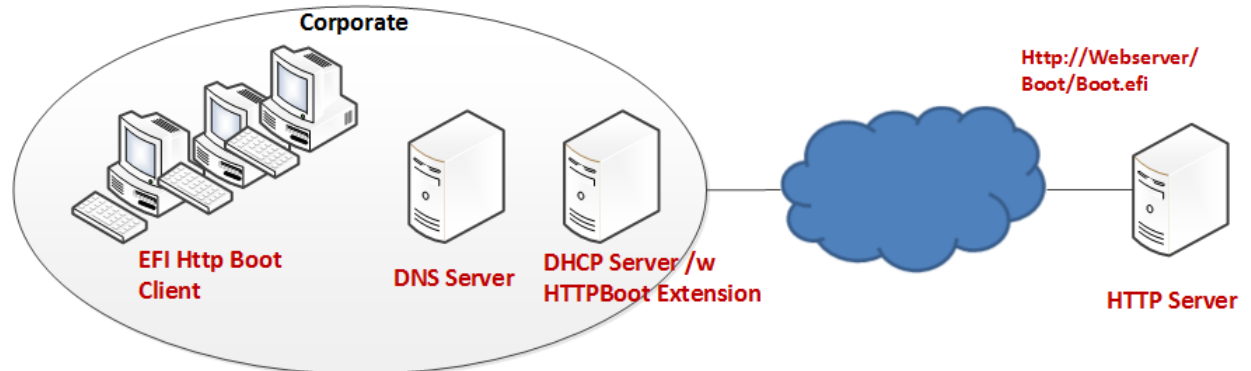 Corporate
Http://Webserver/
Boot/Boot.efi
EFI Http Boot
Client
DNS Server
DHCP Server /w
HTTPBoot Extension
HTTP Server